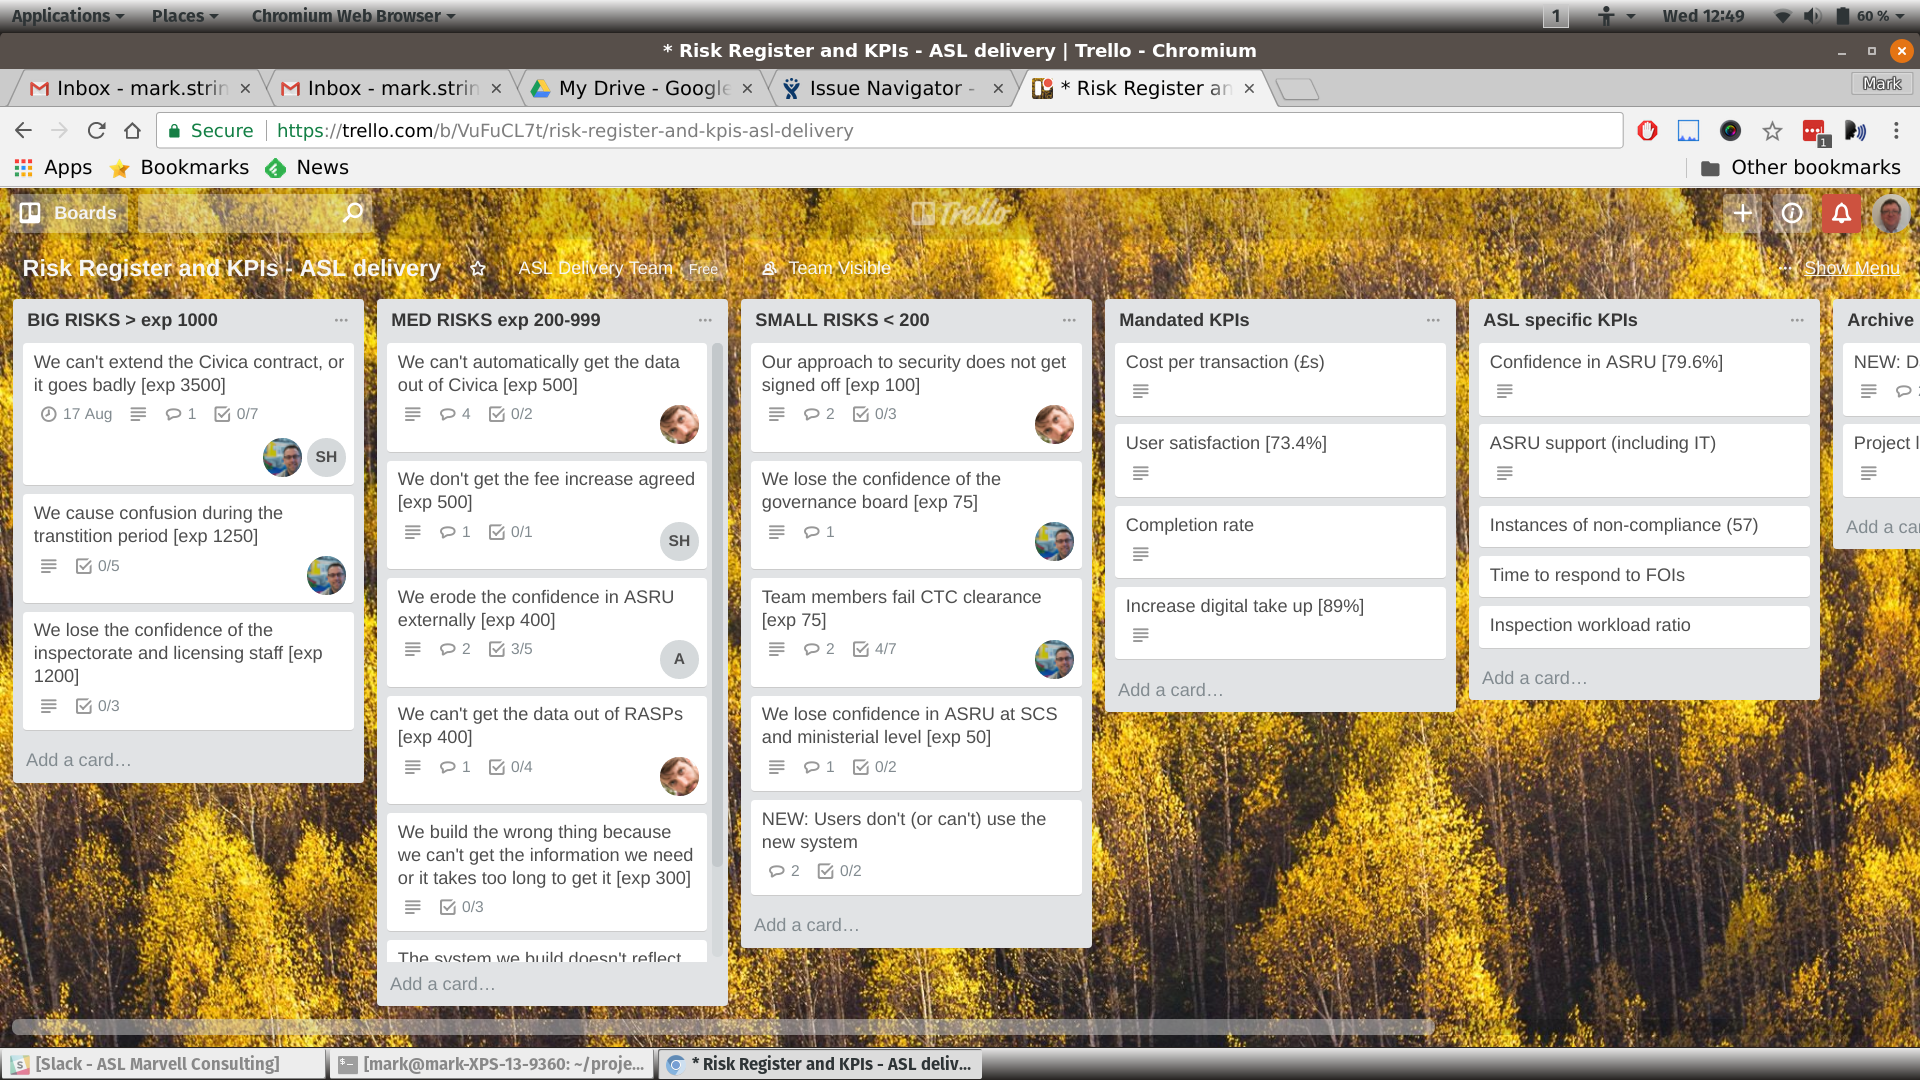 Applications Places Chromium Web Browser 1 Wed 12:49 60 %
* Risk Register and KPIs - ASL delivery | Trello - Chromium
Inbox - mark.strin Inbox - mark.strin My Drive - Google Issue Navigator - * Risk Register an Mark
Secure https://trello.com/b/VuFuCL7t/risk-register-and-kpis-asl-delivery 1
Apps Bookmarks News Other bookmarks
Boards Trello
Risk Register and KPIs - ASL delivery ASL Delivery Team Free Team Visible ... Show Menu
BIG RISKS > exp 1000
We can't extend the Civica contract, or
it goes badly [exp 3500]
17 Aug 1 0/7
SH
We cause confusion during the
transtition period [exp 1250]
0/5
We lose the confidence of the
inspectorate and licensing staff [exp
1200]
0/3
Add a card...
MED RISKS exp 200-999
We can't automatically get the data
out of Civica [exp 500]
4 0/2
We don't get the fee increase agreed
[exp 500]
1 0/1
SH
We erode the confidence in ASRU
externally [exp 400]
2 3/5
A
We can't get the data out of RASPs
[exp 400]
1 0/4
We build the wrong thing because
we can't get the information we need
or it takes too long to get it [exp 300]
0/3
The system we build doesn't reflect
Add a card...
SMALL RISKS < 200
Our approach to security does not get
signed off [exp 100]
2 0/3
We lose the confidence of the
governance board [exp 75]
1
Team members fail CTC clearance
[exp 75]
2 4/7
We lose confidence in ASRU at SCS
and ministerial level [exp 50]
1 0/2
NEW: Users don't (or can't) use the
new system
2 0/2
Add a card...
Mandated KPIs
Cost per transaction (£s)
User satisfaction [73.4%]
Completion rate
Increase digital take up [89%]
Add a card...
ASL specific KPIs
Confidence in ASRU [79.6%]
ASRU support (including IT)
Instances of non-compliance (57)
Time to respond to FOIs
Inspection workload ratio
Add a card...
Archive
NEW: D
Project
Add a car
[Slack - ASL Marvell Consulting] [mark@mark-XPS-13-9360: ~/proje... * Risk Register and KPIs - ASL deliv...